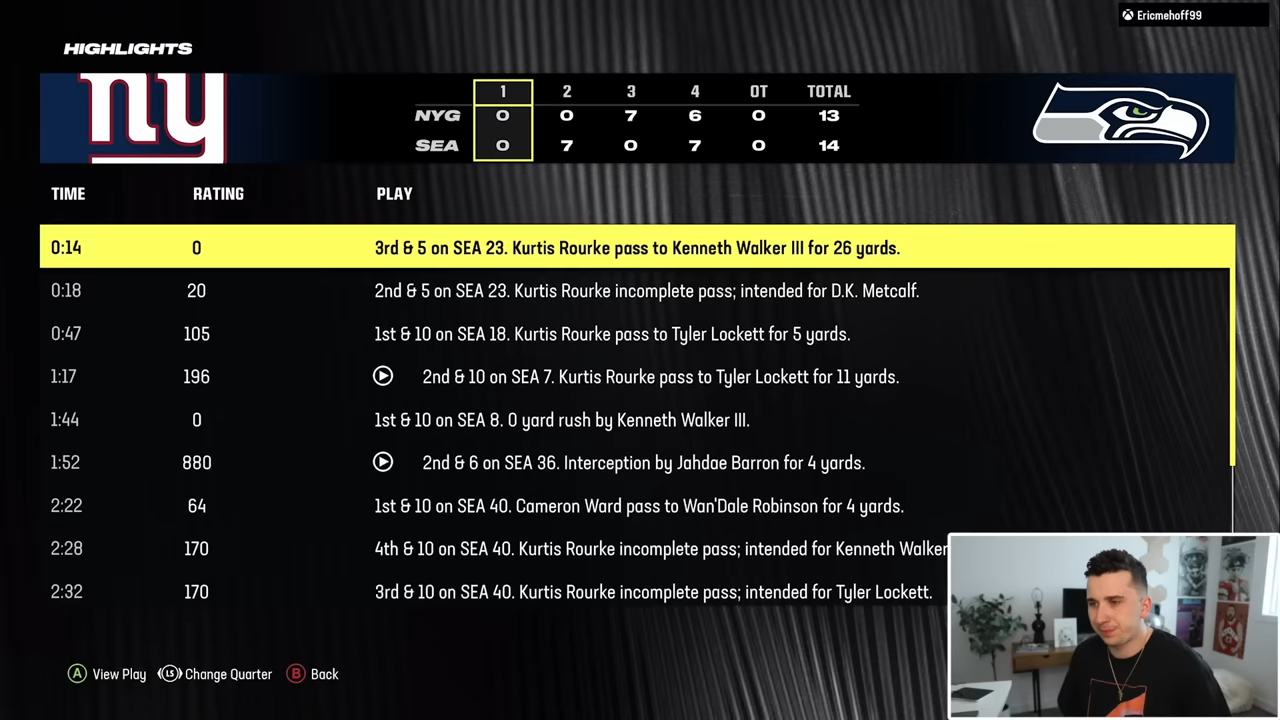 Ericmehoff99
HIGHLIGHTS
ny
1 2 3 4 OT TOTAL
NYG 0 0 7 6 0 13
SEA 0 7 0 7 0 14
TIME RATING PLAY
0:14 0 3rd & 5 on SEA 23. Kurtis Rourke pass to Kenneth Walker III for 26 yards.
0:18 20 2nd & 5 on SEA 23. Kurtis Rourke incomplete pass; intended for D.K. Metcalf.
0:47 105 1st & 10 on SEA 18. Kurtis Rourke pass to Tyler Lockett for 5 yards.
1:17 196 2nd & 10 on SEA 7. Kurtis Rourke pass to Tyler Lockett for 11 yards.
1:44 0 1st & 10 on SEA 8. 0 yard rush by Kenneth Walker III.
1:52 880 2nd & 6 on SEA 36. Interception by Jahdae Barron for 4 yards.
2:22 64 1st & 10 on SEA 40. Cameron Ward pass to Wan'Dale Robinson for 4 yards.
2:28 170 4th & 10 on SEA 40. Kurtis Rourke incomplete pass; intended for Kenneth Walker
2:32 170 3rd & 10 on SEA 40. Kurtis Rourke incomplete pass; intended for Tyler Lockett.
A View Play LS Change Quarter B Back